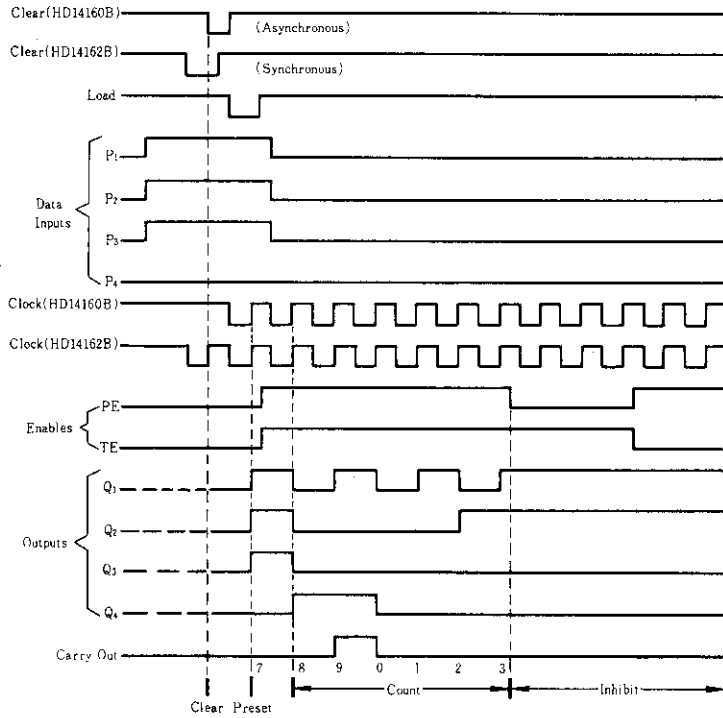 Clear(HD14160B)
(Asynchronous)
Clear(HD14162B)
(Synchronous)
Load
P1
P2
Data
Inputs
P3
P4
Clock(HD14160B)
Clock(HD14162B)
PE
Enables
TE
Q1
Q2
Outputs
Q3
Q4
Carry Out
7 8 9 0 1 2 3
Count Inhibit
Clear Preset